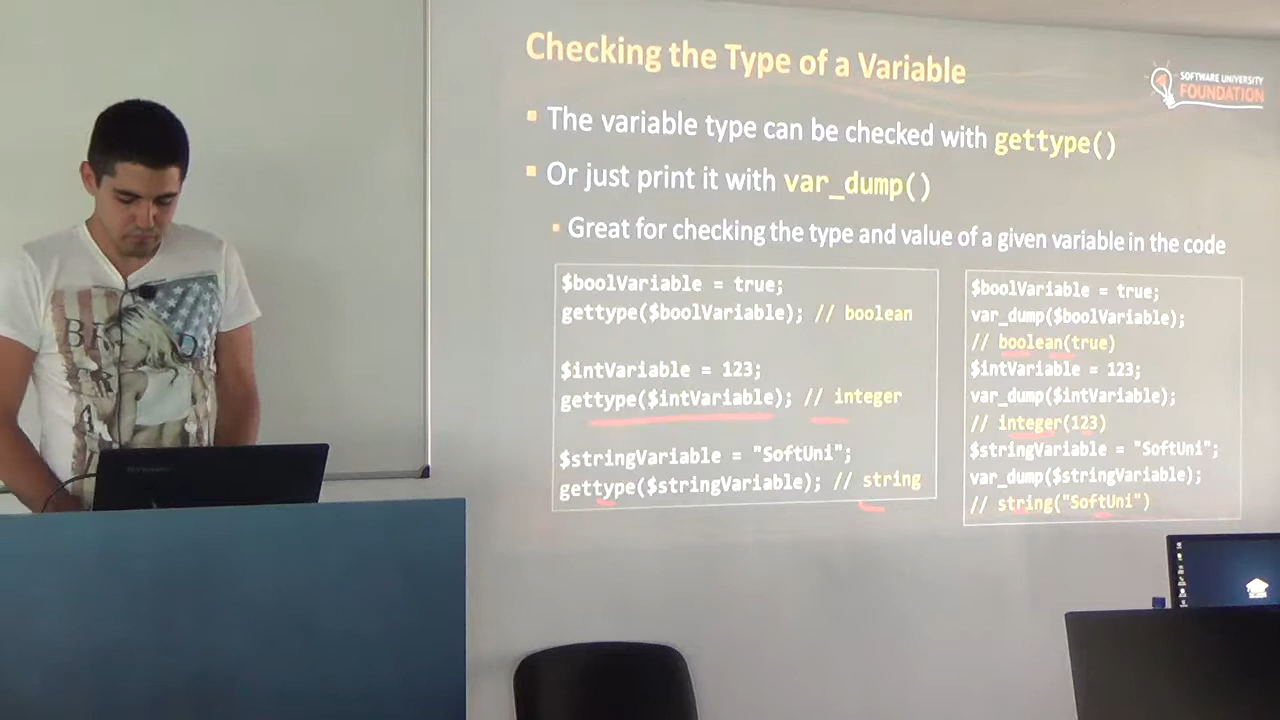 Checking the Type of a Variable
SOFTWARE UNIVERSITY
FOUNDATION
The variable type can be checked with gettype()
Or just print it with var_dump()
Great for checking the type and value of a given variable in the code
$boolVariable = true;
gettype($boolVariable); // boolean
$intVariable = 123;
gettype($intVariable); // integer
$stringVariable = "SoftUni";
gettype($stringVariable); // string
$boolVariable = true;
var_dump($boolVariable);
// boolean(true)
$intVariable = 123;
var_dump($intVariable);
// integer(123)
$stringVariable = "SoftUni";
var_dump($stringVariable);
// string("SoftUni")